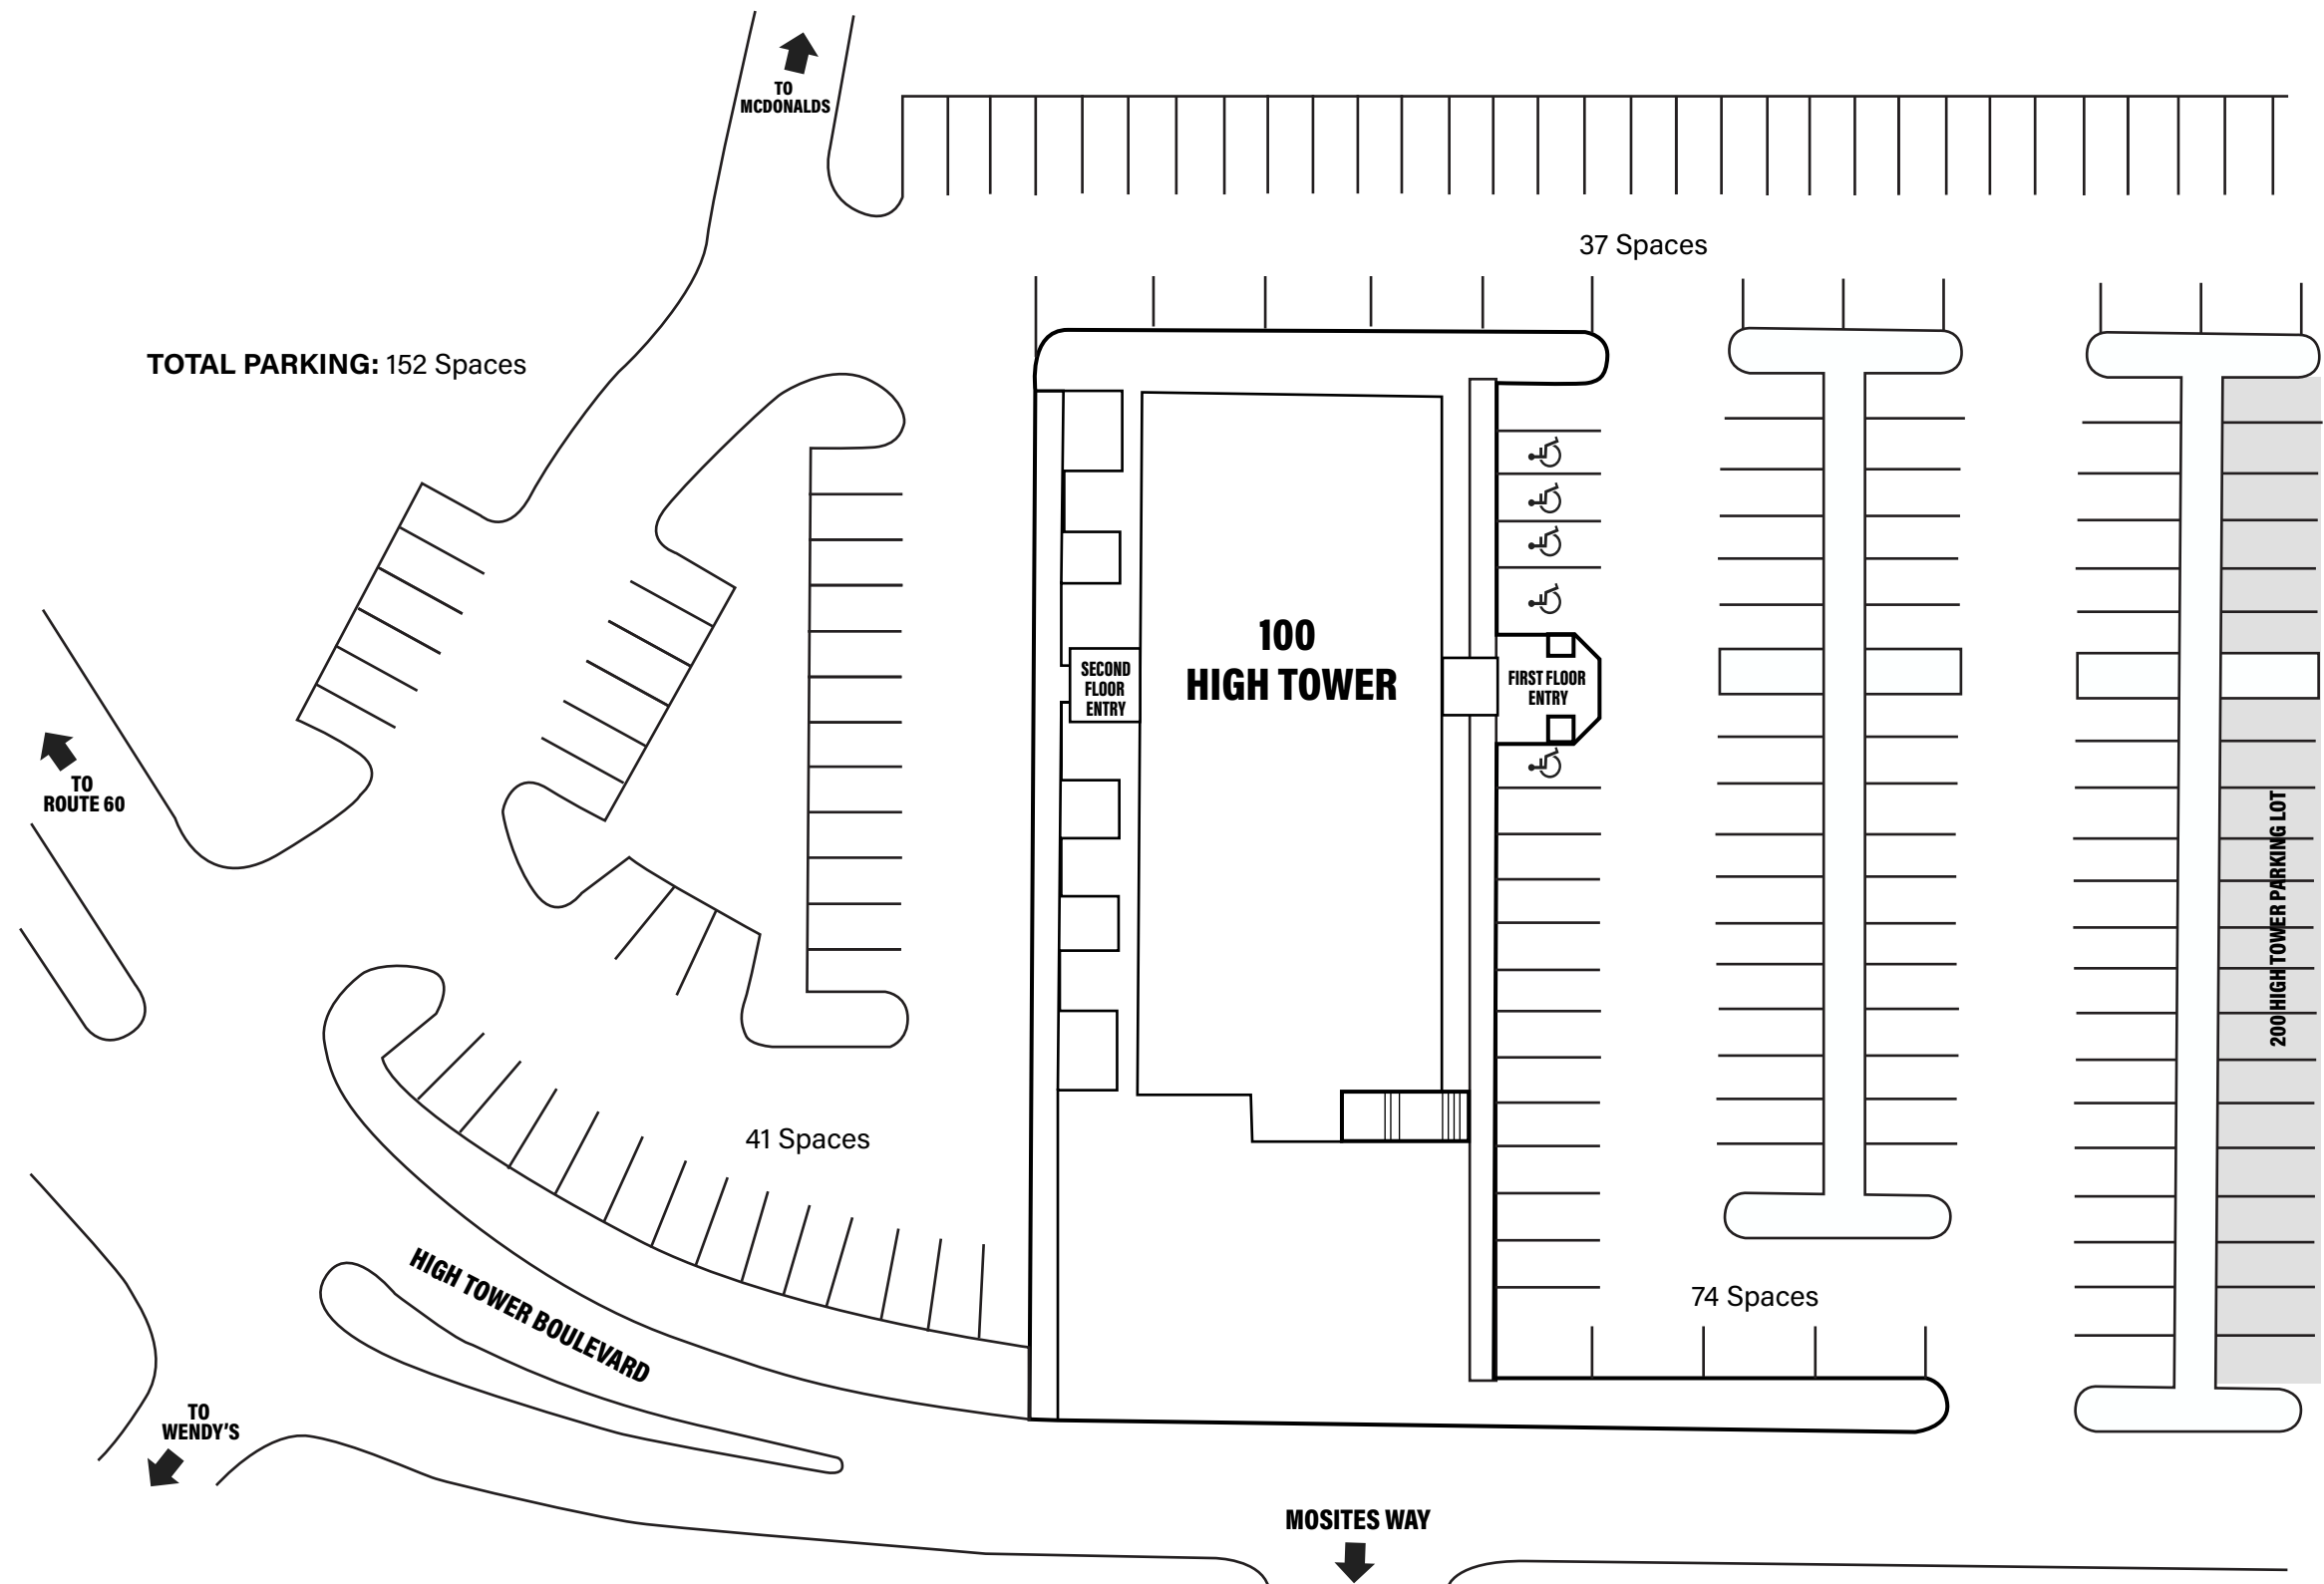 TO
MCDONALDS
37 Spaces
TOTAL PARKING: 152 Spaces
100
HIGH TOWER
SECOND
FLOOR
ENTRY
FIRST FLOOR
ENTRY
TO
ROUTE 60
200 HIGH TOWER PARKING LOT
41 Spaces
HIGH TOWER BOULEVARD
74 Spaces
TO
WENDY'S
MOSITES WAY